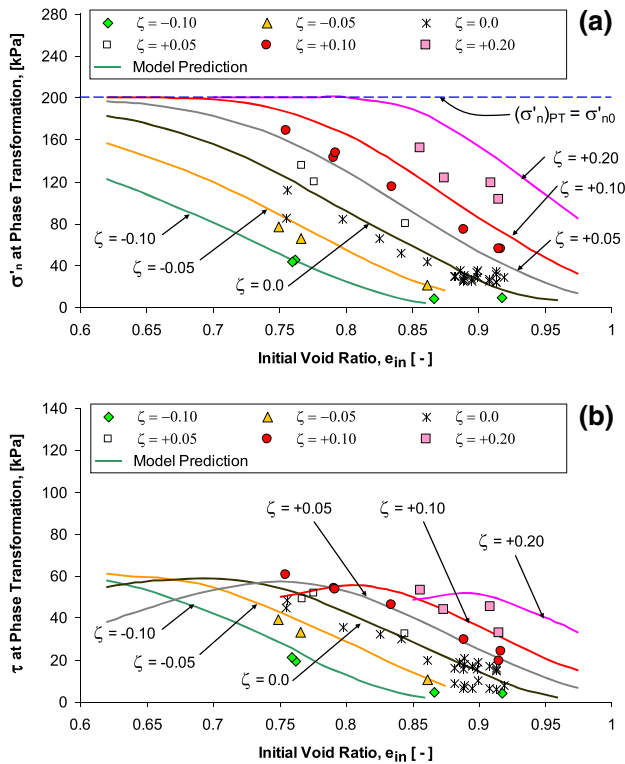 (a)
280
240
200
160
120
80
40
0
σ'n at Phase Transformation, [kPa]
ζ = −0.10
ζ = −0.05
ζ = 0.0
ζ = +0.05
ζ = +0.10
ζ = +0.20
Model Prediction
(σ'n)PT = σ'n0
ζ = +0.20
ζ = +0.10
ζ = +0.05
ζ = -0.10
ζ = -0.05
ζ = 0.0
0.6 0.65 0.7 0.75 0.8 0.85 0.9 0.95 1
Initial Void Ratio, ein [ - ]
(b)
140
120
100
80
60
40
20
0
τ at Phase Transformation, [kPa]
ζ = −0.10
ζ = −0.05
ζ = 0.0
ζ = +0.05
ζ = +0.10
ζ = +0.20
Model Prediction
ζ = +0.05
ζ = +0.10
ζ = +0.20
ζ = -0.10
ζ = -0.05
ζ = 0.0
0.6 0.65 0.7 0.75 0.8 0.85 0.9 0.95 1
Initial Void Ratio, ein [ - ]